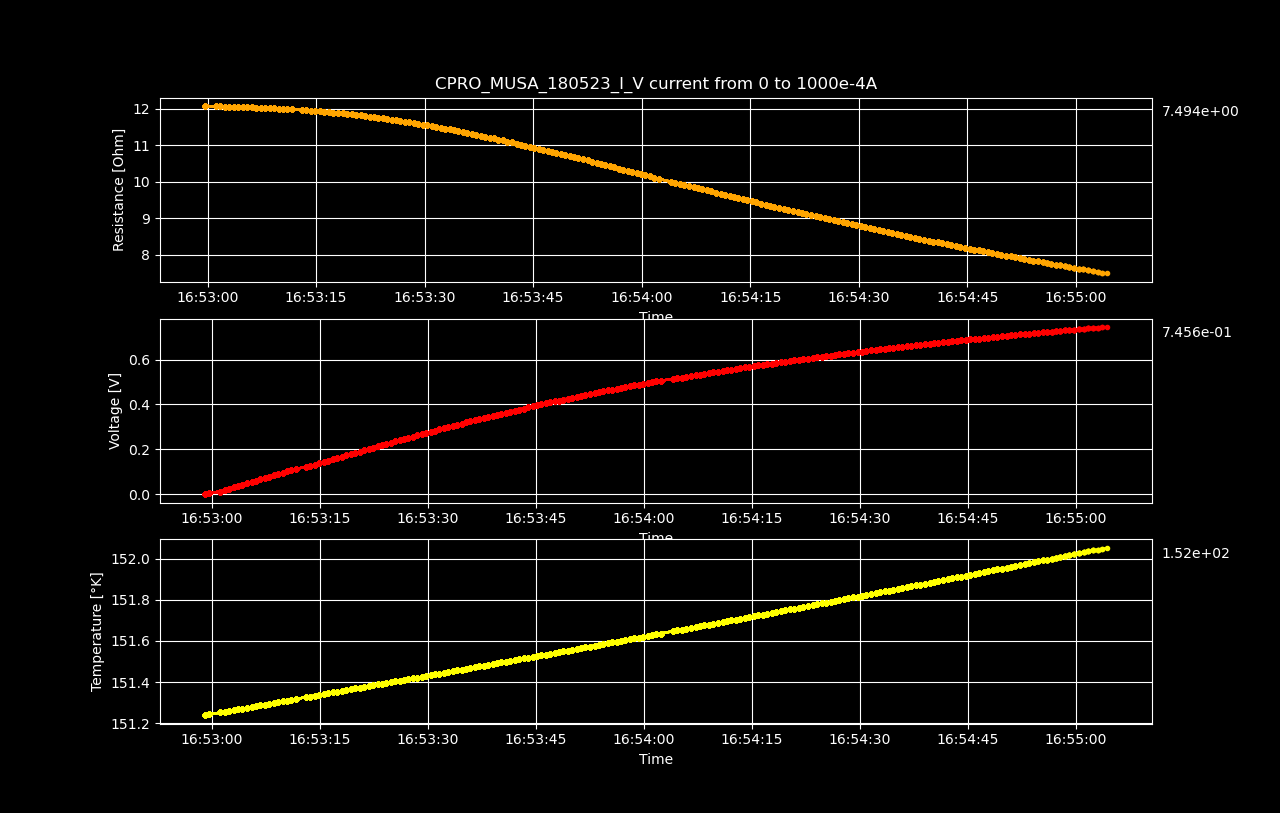 CPRO_MUSA_180523_I_V current from 0 to 1000e-4A
7.494e+00
Resistance [Ohm]
12
11
10
9
8
16:53:00 16:53:15 16:53:30 16:53:45 16:54:00 16:54:15 16:54:30 16:54:45 16:55:00
Time
7.456e-01
Voltage [V]
0.6
0.4
0.2
0.0
16:53:00 16:53:15 16:53:30 16:53:45 16:54:00 16:54:15 16:54:30 16:54:45 16:55:00
Time
1.52e+02
Temperature [°K]
152.0
151.8
151.6
151.4
151.2
16:53:00 16:53:15 16:53:30 16:53:45 16:54:00 16:54:15 16:54:30 16:54:45 16:55:00
Time